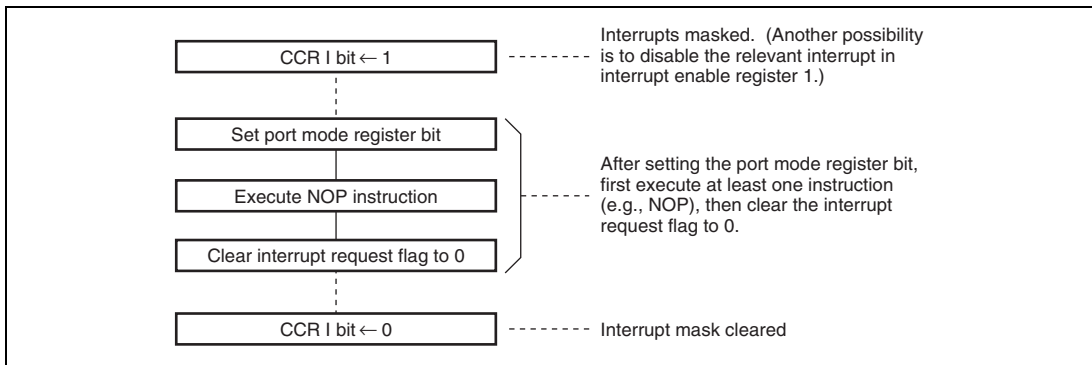 CCR I bit ← 1
Interrupts masked. (Another possibility
is to disable the relevant interrupt in
interrupt enable register 1.)
Set port mode register bit
Execute NOP instruction
Clear interrupt request flag to 0
After setting the port mode register bit,
first execute at least one instruction
(e.g., NOP), then clear the interrupt
request flag to 0.
CCR I bit ← 0
Interrupt mask cleared